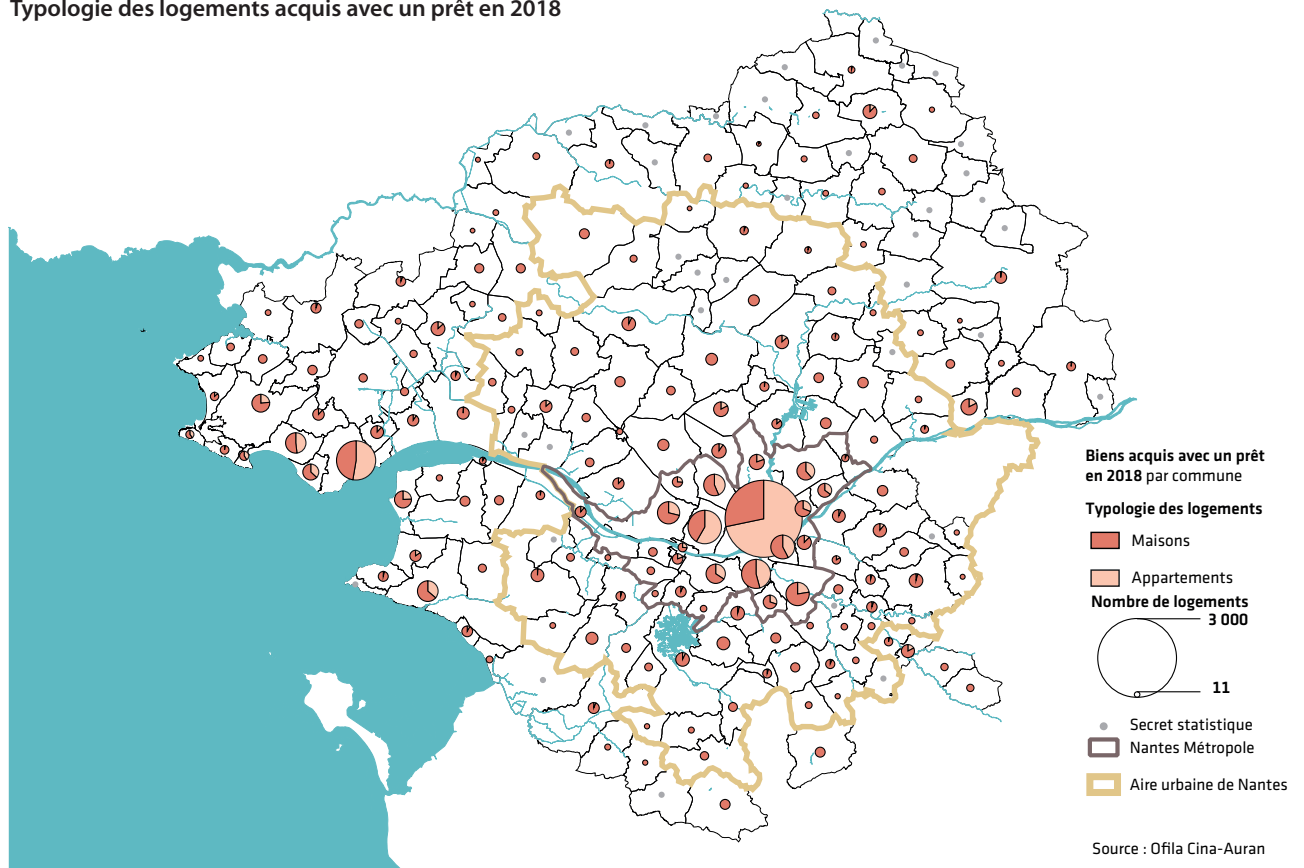 Typologie des logements acquis avec un prêt en 2018
Biens acquis avec un prêt
en 2018 par commune
Typologie des logements
Maisons
Appartements
Nombre de logements
3 000
11
Secret statistique
Nantes Métropole
Aire urbaine de Nantes
Source : Ofila Cina-Auran